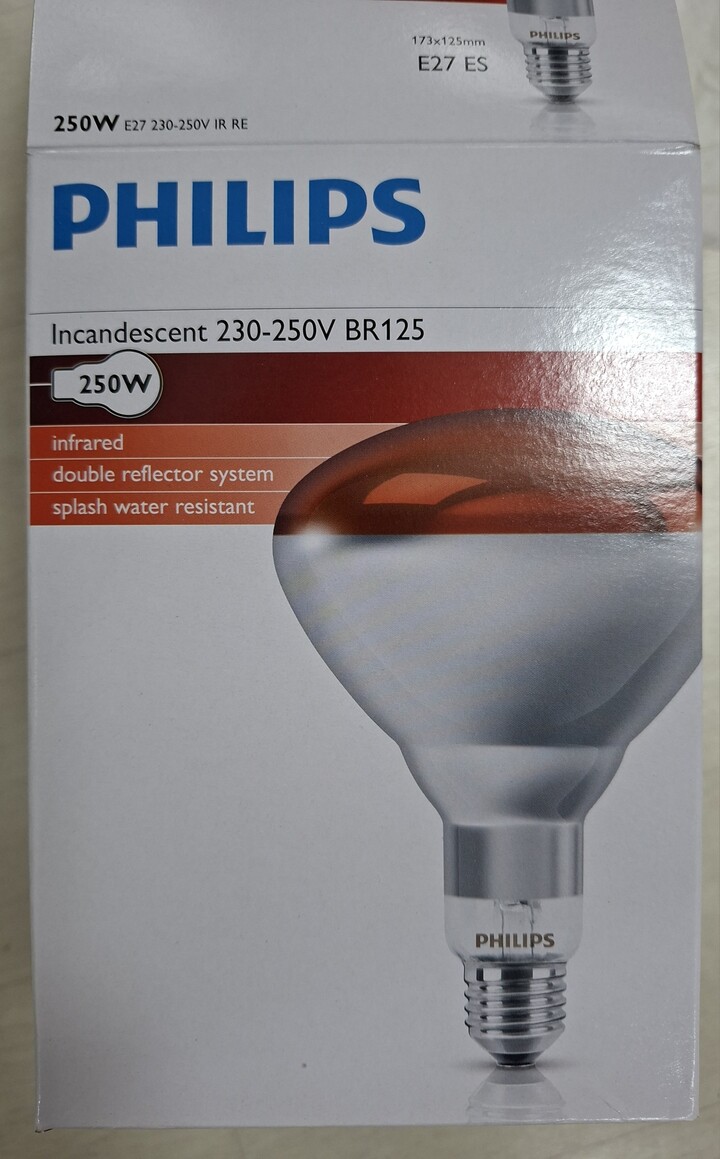 PHILIPS
173x125mm
E27 ES
250W E27 230-250V IR RE
PHILIPS
Incandescent 230-250V BR125
250W
infrared
double reflector system
splash water resistant
PHILIPS